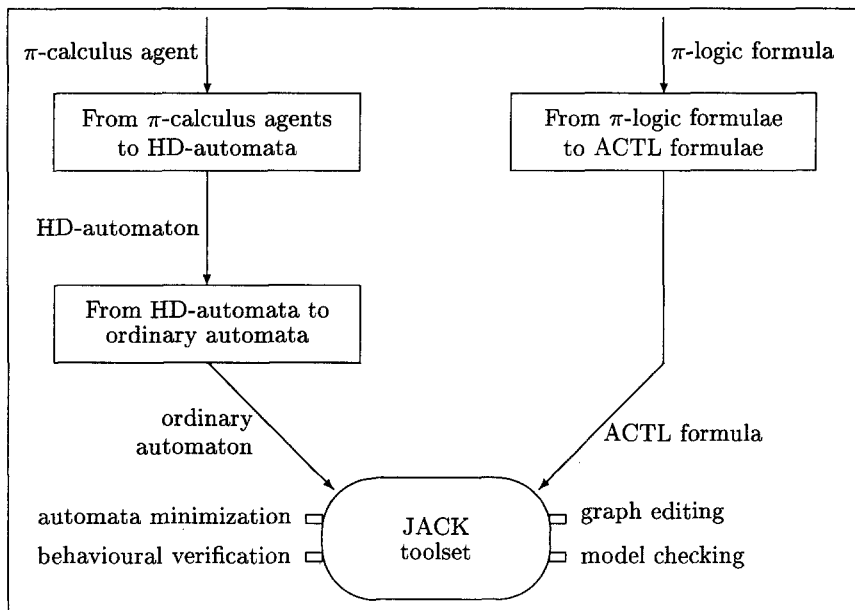 π-calculus agent
π-logic formula
From π-calculus agents
to HD-automata
From π-logic formulae
to ACTL formulae
HD-automaton
From HD-automata to
ordinary automata
ordinary
automaton
ACTL formula
automata minimization
behavioural verification
JACK
toolset
graph editing
model checking